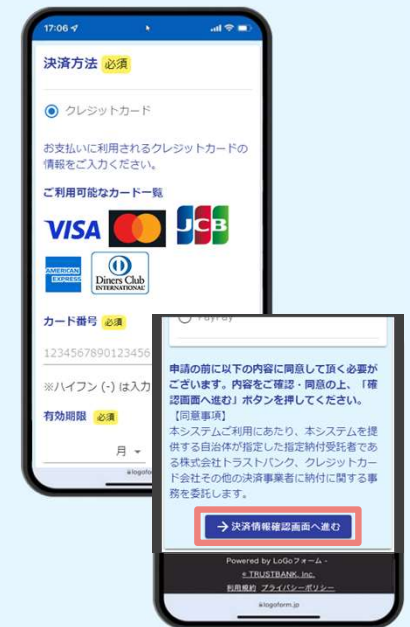 17:06
決済方法 必須
クレジットカード
お支払いに利用されるクレジットカードの
情報をご入力ください。
ご利用可能なカード一覧
VISA
JCB
AMERICAN
EXPRESS
Diners Club
INTERNATIONAL
カード番号 必須
1234567890123456
※ハイフン (-) は入力
有効期限 必須
月
PayPay
申請の前に以下の内容に同意して頂く必要が
ございます。内容をご確認・同意の上、「確
認画面へ進む」ボタンを押してください。
【同意事項】
本システムご利用にあたり、本システムを提
供する自治体が指定した指定納付受託者であ
る株式会社トラストバンク、クレジットカー
ド会社その他の決済事業者に納付に関する事
務を委託します。
→ 決済情報確認画面へ進む
Powered by LoGoフォーム -
© TRUSTBANK, Inc.
利用規約 プライバシーポリシー
logoform.jp